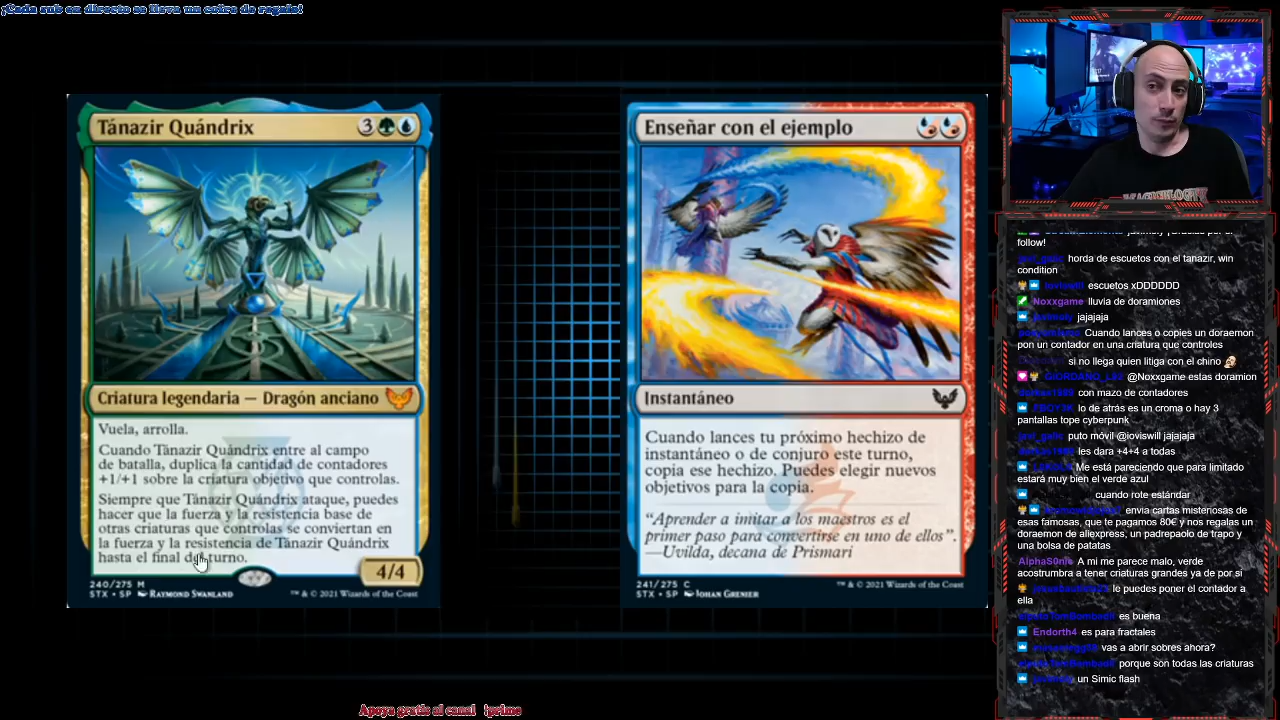 ¡Cada sub en directo se lleva un cofre de regalo!
Tánazir Quándrix
3
Criatura legendaria — Dragón anciano
Vuela, arrolla.
Cuando Tánazir Quándrix entre al campo
de batalla, duplica la cantidad de contadores
+1/+1 sobre la criatura objetivo que controlas.
Siempre que Tánazir Quándrix ataque, puedes
hacer que la fuerza y la resistencia base de
otras criaturas que controlas se conviertan en
la fuerza y la resistencia de Tánazir Quándrix
hasta el final del turno.
4/4
240/275 M
STX • SP Raymond Swanland
™ & © 2021 Wizards of the Coast
Enseñar con el ejemplo
Instantáneo
Cuando lances tu próximo hechizo de
instantáneo o de conjuro este turno,
copia ese hechizo. Puedes elegir nuevos
objetivos para la copia.
“Aprender a imitar a los maestros es el
primer paso para convertirse en uno de ellos”.
—Uvilda, decana de Prismari
241/275 C
STX • SP Johan Grenier
™ & © 2021 Wizards of the Coast
follow!
horda de escuetos con el tanazir, win
condition
ioviswill escuetos xDDDDDD
Noxxgame lluvia de doramiones
jajajaja
Cuando lances o copies un doraemon
pon un contador en una criatura que controles
si no llega quien litiga con el chino
GIORDANO_L92 @Noxxgame estas doramion
con mazo de contadores
lo de atrás es un croma o hay 3
pantallas tope cyberpunk
puto móvil @ioviswill jajajaja
les dara +4+4 a todas
Me está pareciendo que para limitado
estará muy bien el verde azul
cuando rote estándar
envia cartas misteriosas de
esas famosas, que te pagamos 80€ y nos regalas un
doraemon de aliexpress, un padrepaolo de trapo y
una bolsa de patatas
AlphaS0nic A mi me parece malo, verde
acostrumbra a tener criaturas grandes ya de por si
le puedes poner el contador a
ella
es buena
Endorth4 es para fractales
vas a abrir sobres ahora?
porque son todas las criaturas
un Simic flash
Apoya gratis al canal !prime